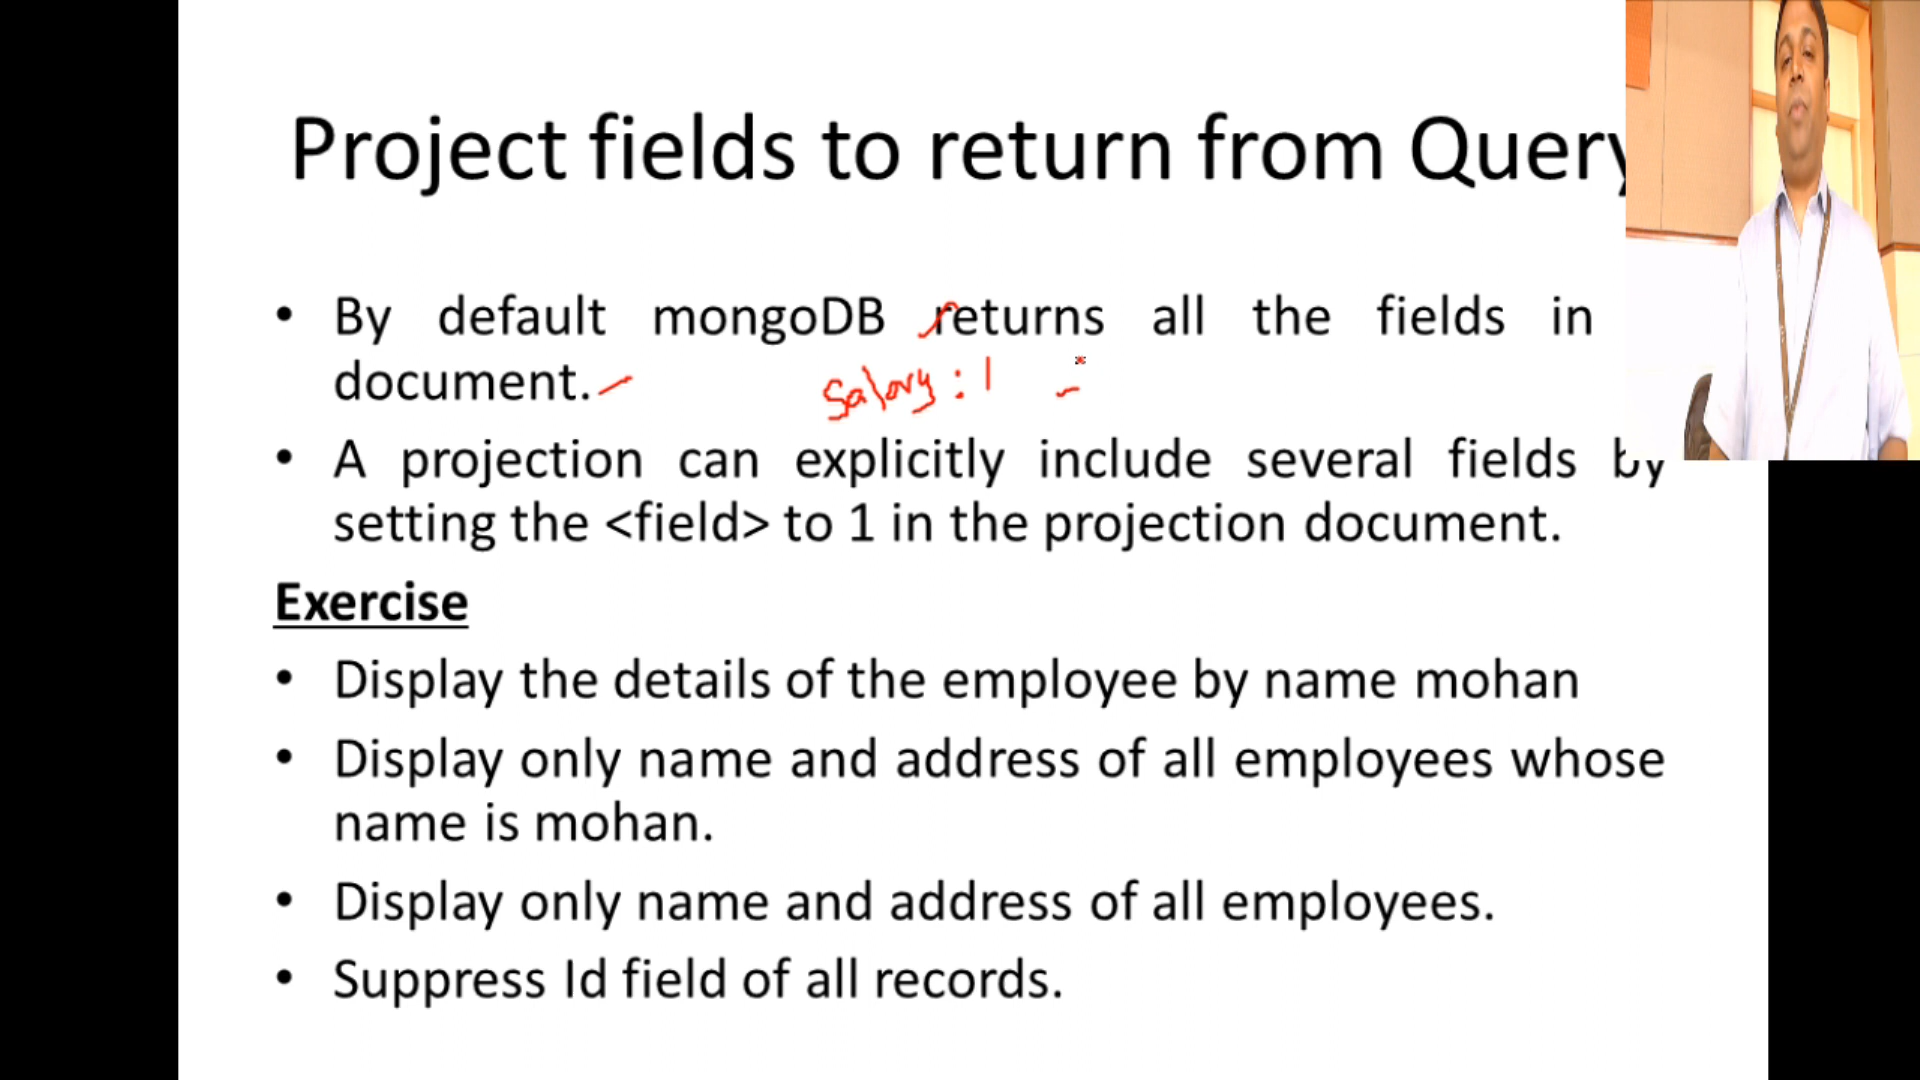 Project fields to return from Query
• By default mongoDB returns all the fields in
document.
Salary : 1
• A projection can explicitly include several fields by
setting the <field> to 1 in the projection document.
Exercise
• Display the details of the employee by name mohan
• Display only name and address of all employees whose
name is mohan.
• Display only name and address of all employees.
• Suppress Id field of all records.